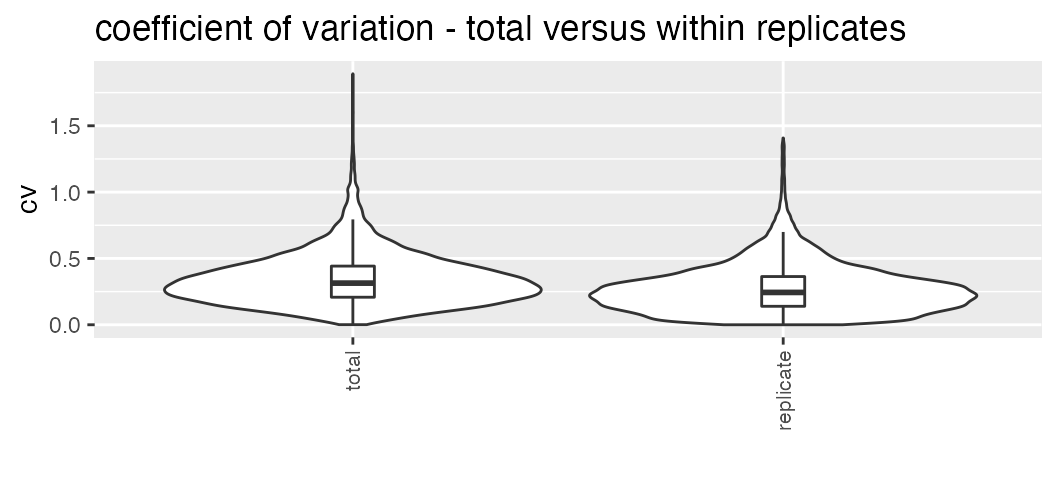 coefficient of variation - total versus within replicates
cv
1.5
1.0
0.5
0.0
total
replicate